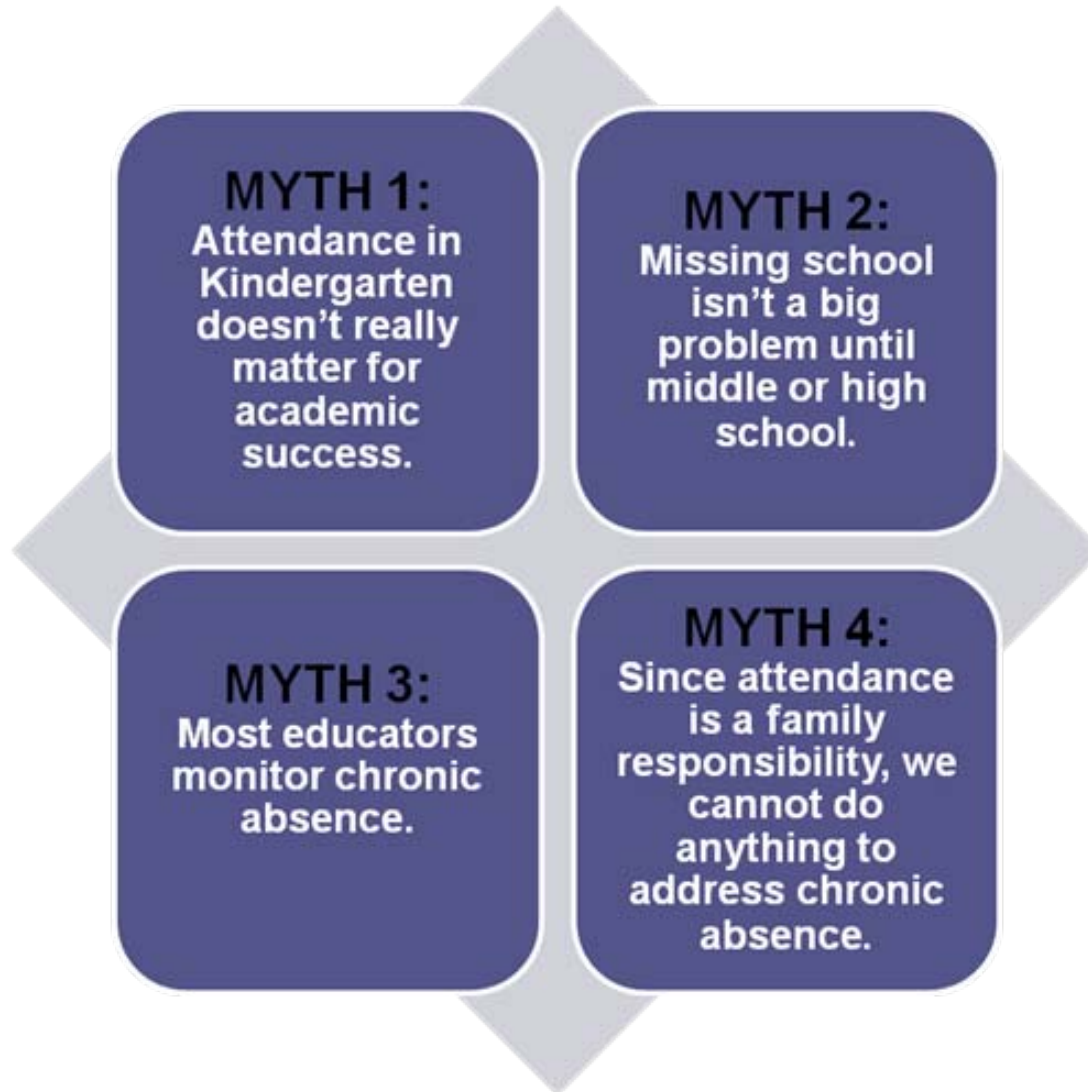 MYTH 1:
Attendance in
Kindergarten
doesn’t really
matter for
academic
success.
MYTH 2:
Missing school
isn’t a big
problem until
middle or high
school.
MYTH 3:
Most educators
monitor chronic
absence.
MYTH 4:
Since attendance
is a family
responsibility, we
cannot do
anything to
address chronic
absence.